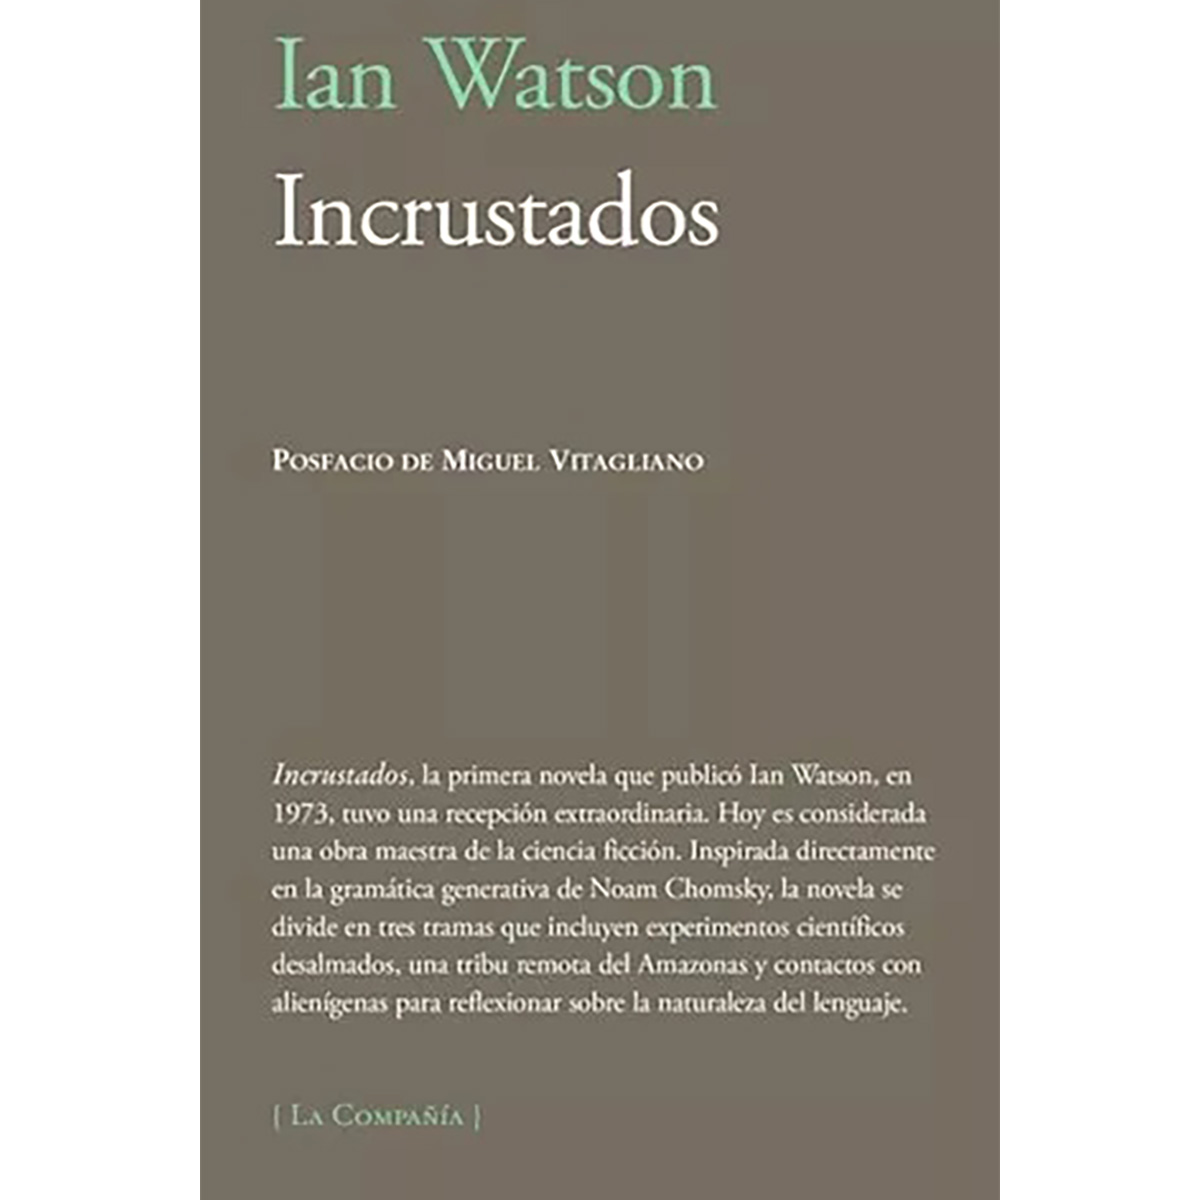 Ian Watson
Incrustados
Posfacio de Miguel Vitagliano
Incrustados, la primera novela que publicó Ian Watson, en
1973, tuvo una recepción extraordinaria. Hoy es considerada
una obra maestra de la ciencia ficción. Inspirada directamente
en la gramática generativa de Noam Chomsky, la novela se
divide en tres tramas que incluyen experimentos científicos
desalmados, una tribu remota del Amazonas y contactos con
alienígenas para reflexionar sobre la naturaleza del lenguaje.
{ La Compañía }